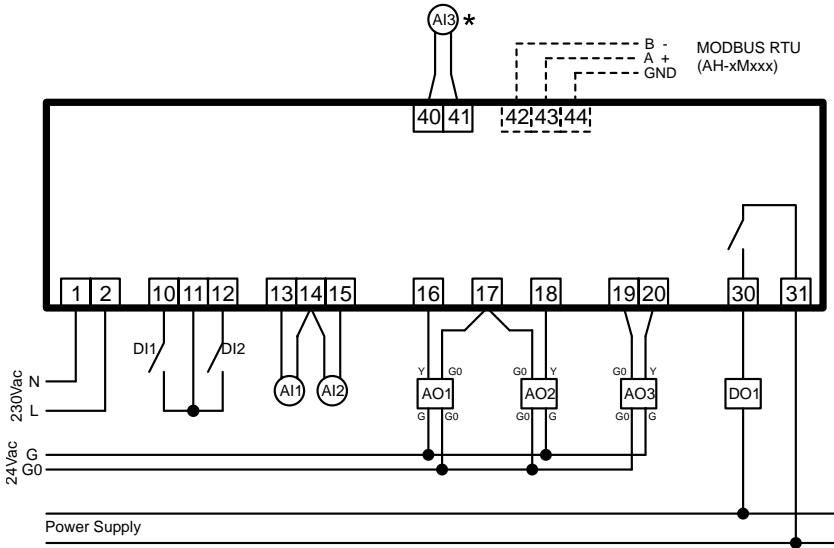 AI3 *
B -
A +
GND
MODBUS RTU
(AH-xMxxx)
40 41 42 43 44
1 2 10 11 12 13 14 15 16 17 18 19 20 30 31
DI1 DI2
Y G0 G0 Y G0 Y
230Vac
N
L
AI1 AI2 AO1 AO2 AO3 DO1
G G0 G0 G G0 G
24Vac
G
G0
Power Supply